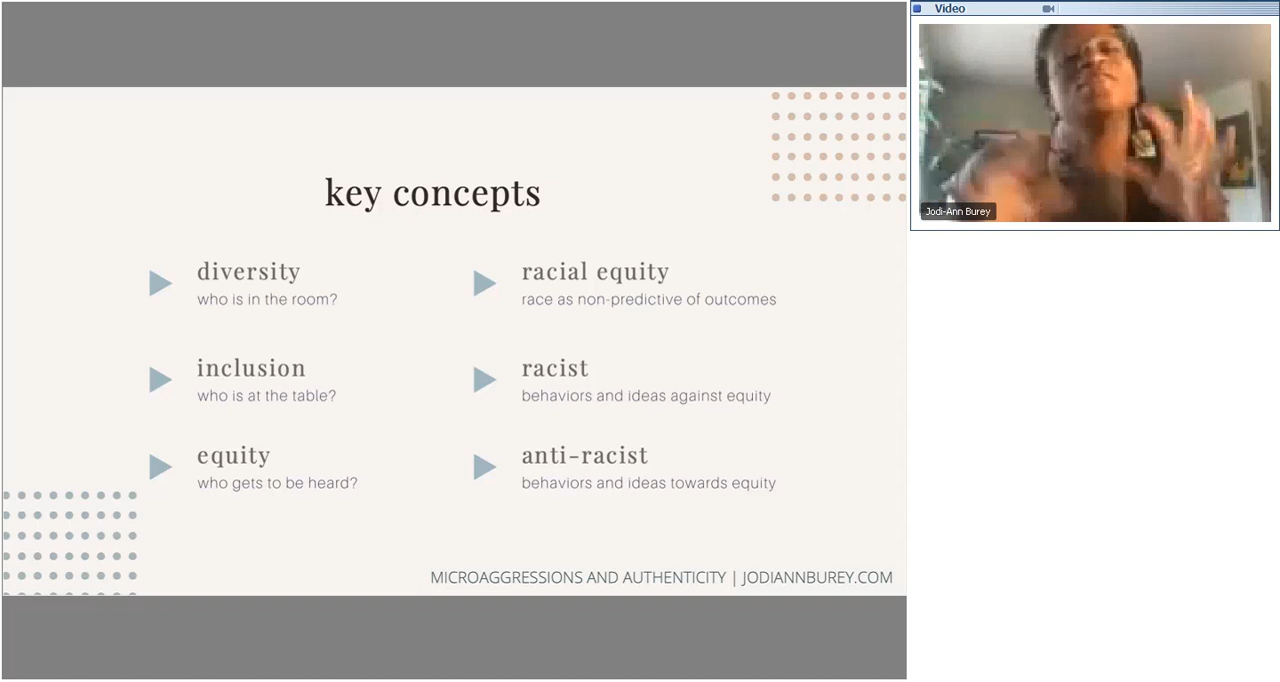 key concepts
diversity
who is in the room?
inclusion
who is at the table?
equity
who gets to be heard?
racial equity
race as non-predictive of outcomes
racist
behaviors and ideas against equity
anti-racist
behaviors and ideas towards equity
MICROAGGRESSIONS AND AUTHENTICITY | JODIANNBUREY.COM
Video
Jodi-Ann Burey